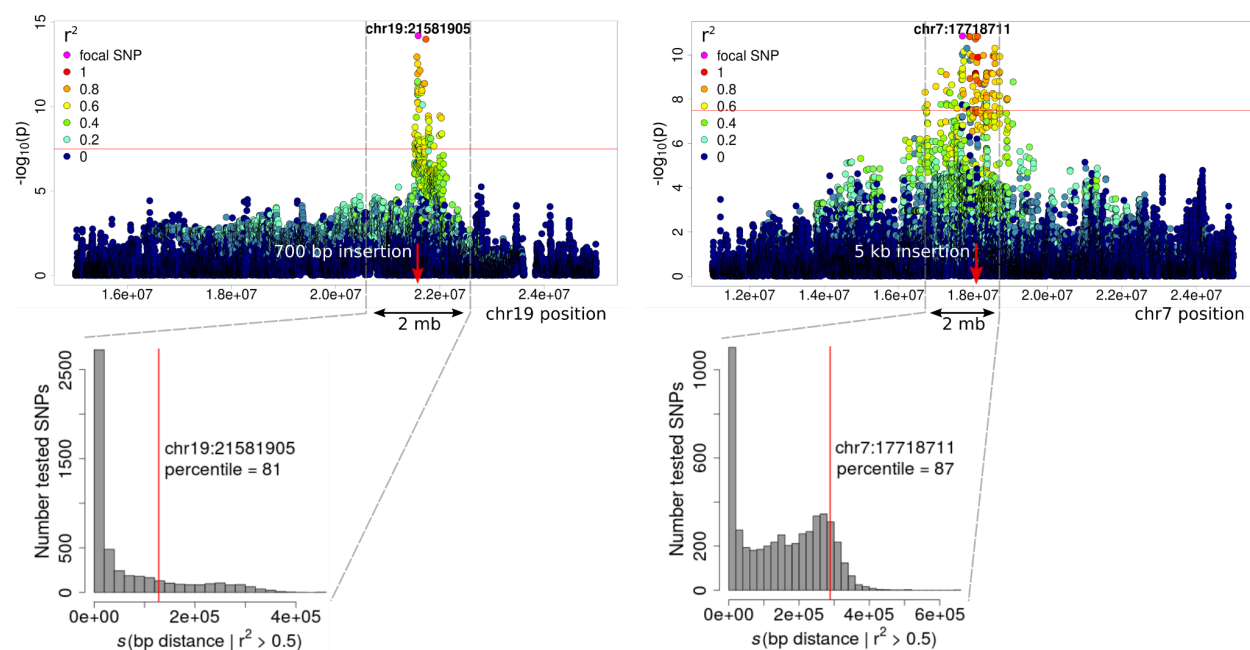 chr19:21581905
r²
focal SNP
1
0.8
0.6
0.4
0.2
0
15
10
5
0
-log₁₀(p)
700 bp insertion
1.6e+07
1.8e+07
2.0e+07
2.2e+07
2.4e+07
chr19 position
2 mb
chr7:17718711
r²
focal SNP
1
0.8
0.6
0.4
0.2
0
10
8
6
4
2
0
-log₁₀(p)
5 kb insertion
1.2e+07
1.4e+07
1.6e+07
1.8e+07
2.0e+07
2.2e+07
2.4e+07
chr7 position
2 mb
Number tested SNPs
2500
1500
500
0
chr19:21581905
percentile = 81
0e+00
2e+05
4e+05
s(bp distance | r² > 0.5)
Number tested SNPs
1000
600
200
0
chr7:17718711
percentile = 87
0e+00
2e+05
4e+05
6e+05
s(bp distance | r² > 0.5)